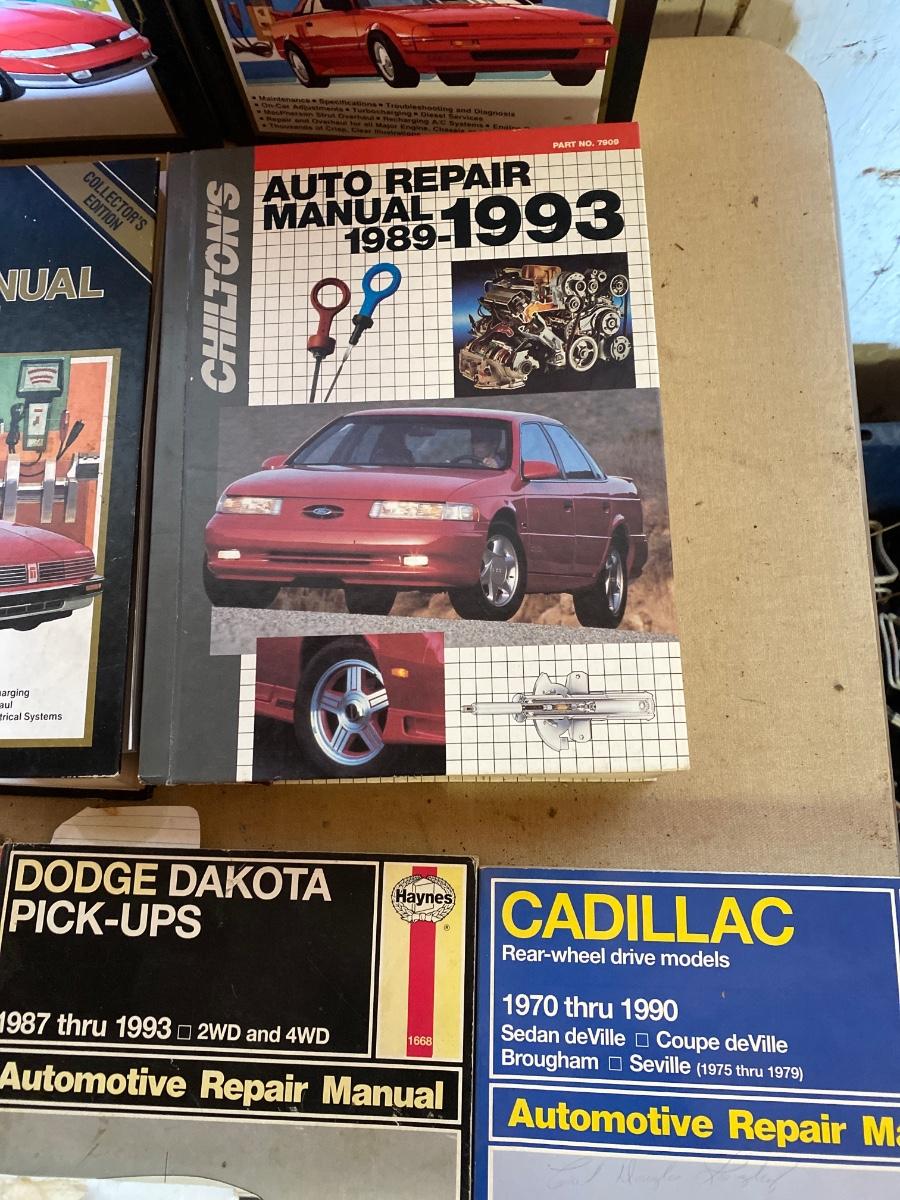 • Maintenance • Specifications • Troubleshooting and Diagnosis
• On-Car Adjustments • Turbocharging • Diesel Services
• MacPherson Strut Overhaul • Recharging A/C Systems • Engine
• Repair and Overhaul for all Major Engine, Chassis
• Thousands of Crisp, Clear Illustrations
COLLECTOR'S
EDITION
NUAL
arging
aul
trical Systems
PART NO. 7909
CHILTON'S
AUTO REPAIR
MANUAL
1989-1993
DODGE DAKOTA
PICK-UPS
1987 thru 1993 □ 2WD and 4WD
Haynes
®
1668
Automotive Repair Manual
CADILLAC
Rear-wheel drive models
1970 thru 1990
Sedan deVille □ Coupe deVille
Brougham □ Seville (1975 thru 1979)
Automotive Repair Ma